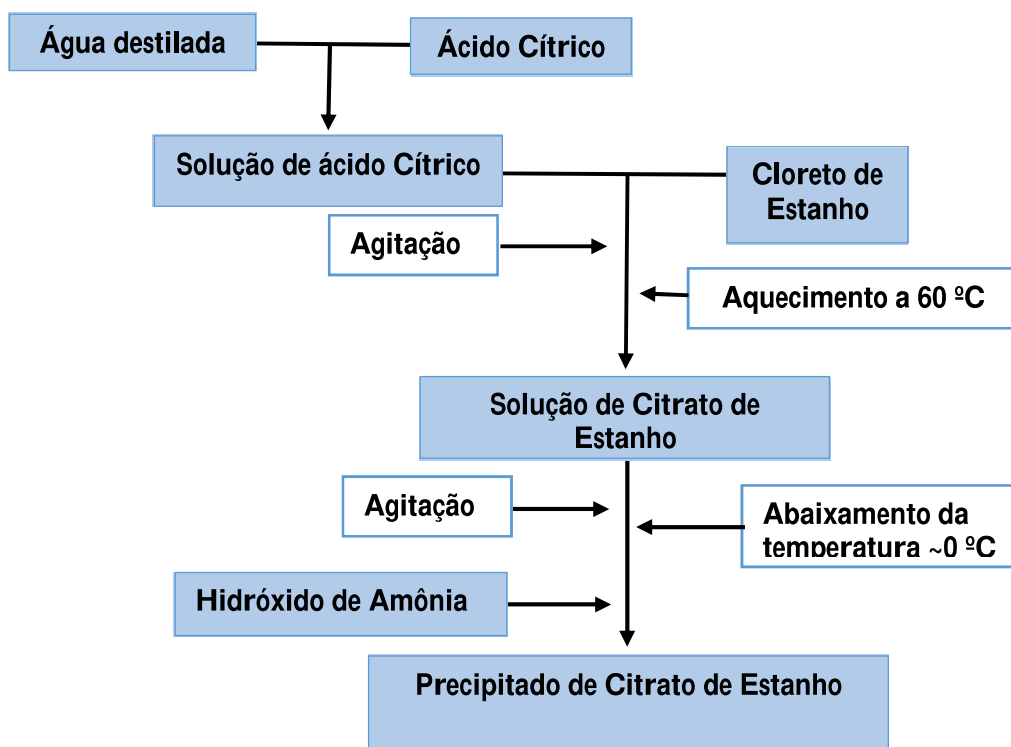 Água destilada
Ácido Cítrico
Solução de ácido Cítrico
Cloreto de
Estanho
Agitação
Aquecimento a 60 ºC
Solução de Citrato de
Estanho
Agitação
Abaixamento da
temperatura ~0 ºC
Hidróxido de Amônia
Precipitado de Citrato de Estanho